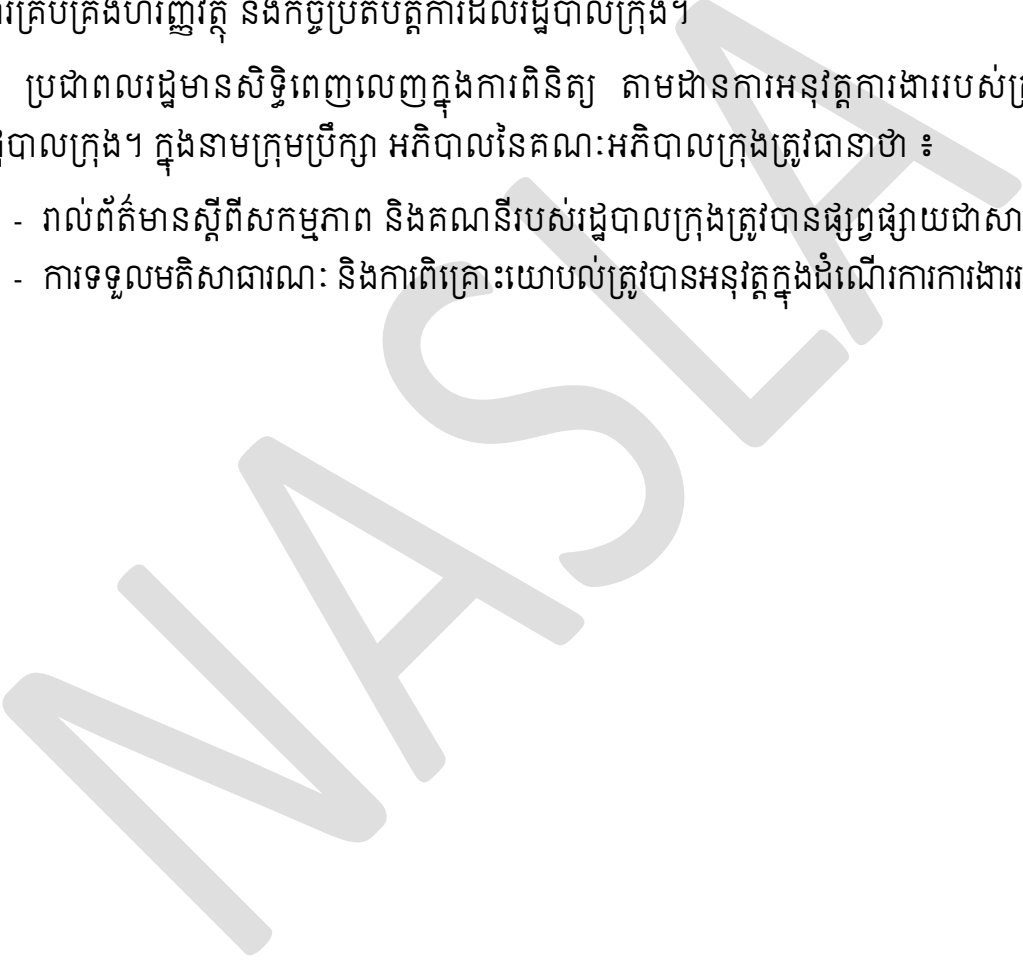 គ្រប់គ្រងហិរញ្ញវត្ថុ និងកិច្ចប្រតិបត្តិការដល់រដ្ឋបាលក្រុង។
ប្រជាពលរដ្ឋមានសិទ្ធិពេញលេញក្នុងការពិនិត្យ តាមដានការអនុវត្តការងាររបស់
បាលក្រុង។ ក្នុងនាមក្រុមប្រឹក្សា អភិបាលនៃគណៈអភិបាលក្រុងត្រូវធានាថា ៖
- រាល់ព័ត៌មានស្តីពីសកម្មភាព និងគណនីរបស់រដ្ឋបាលក្រុងត្រូវបានផ្សព្វផ្សាយជាសា
- ការទទួលមតិសាធារណៈ និងការពិគ្រោះយោបល់ត្រូវបានអនុវត្តក្នុងដំណើរការការងារ
NASLA